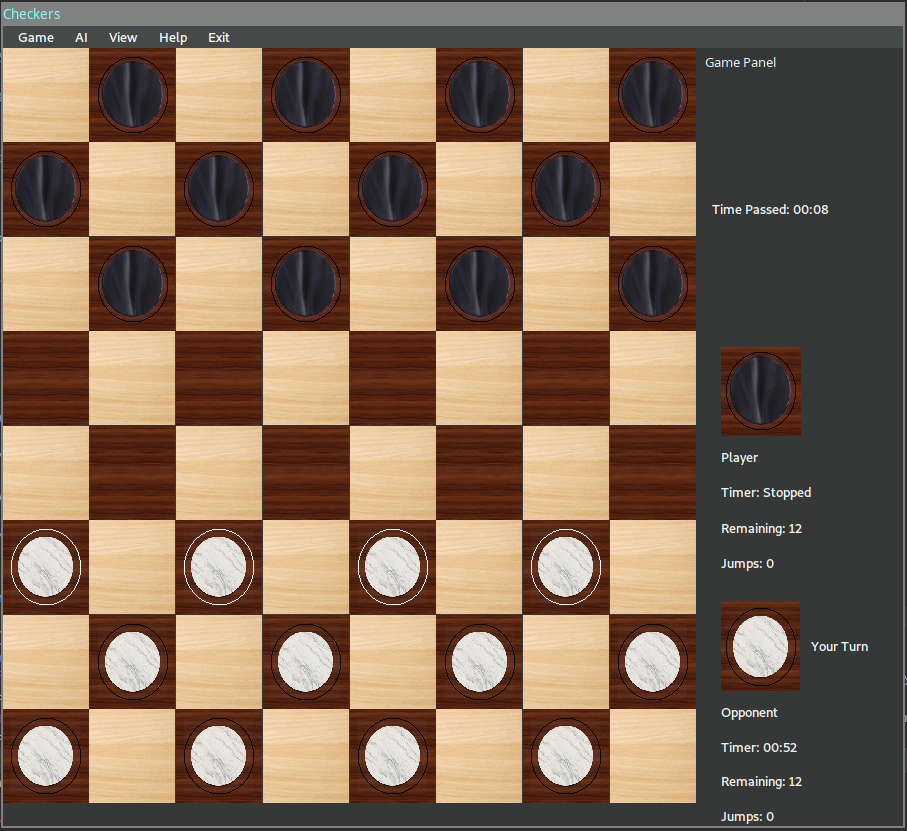 Checkers
Game AI View Help Exit
Game Panel
Time Passed: 00:08
Player
Timer: Stopped
Remaining: 12
Jumps: 0
Your Turn
Opponent
Timer: 00:52
Remaining: 12
Jumps: 0